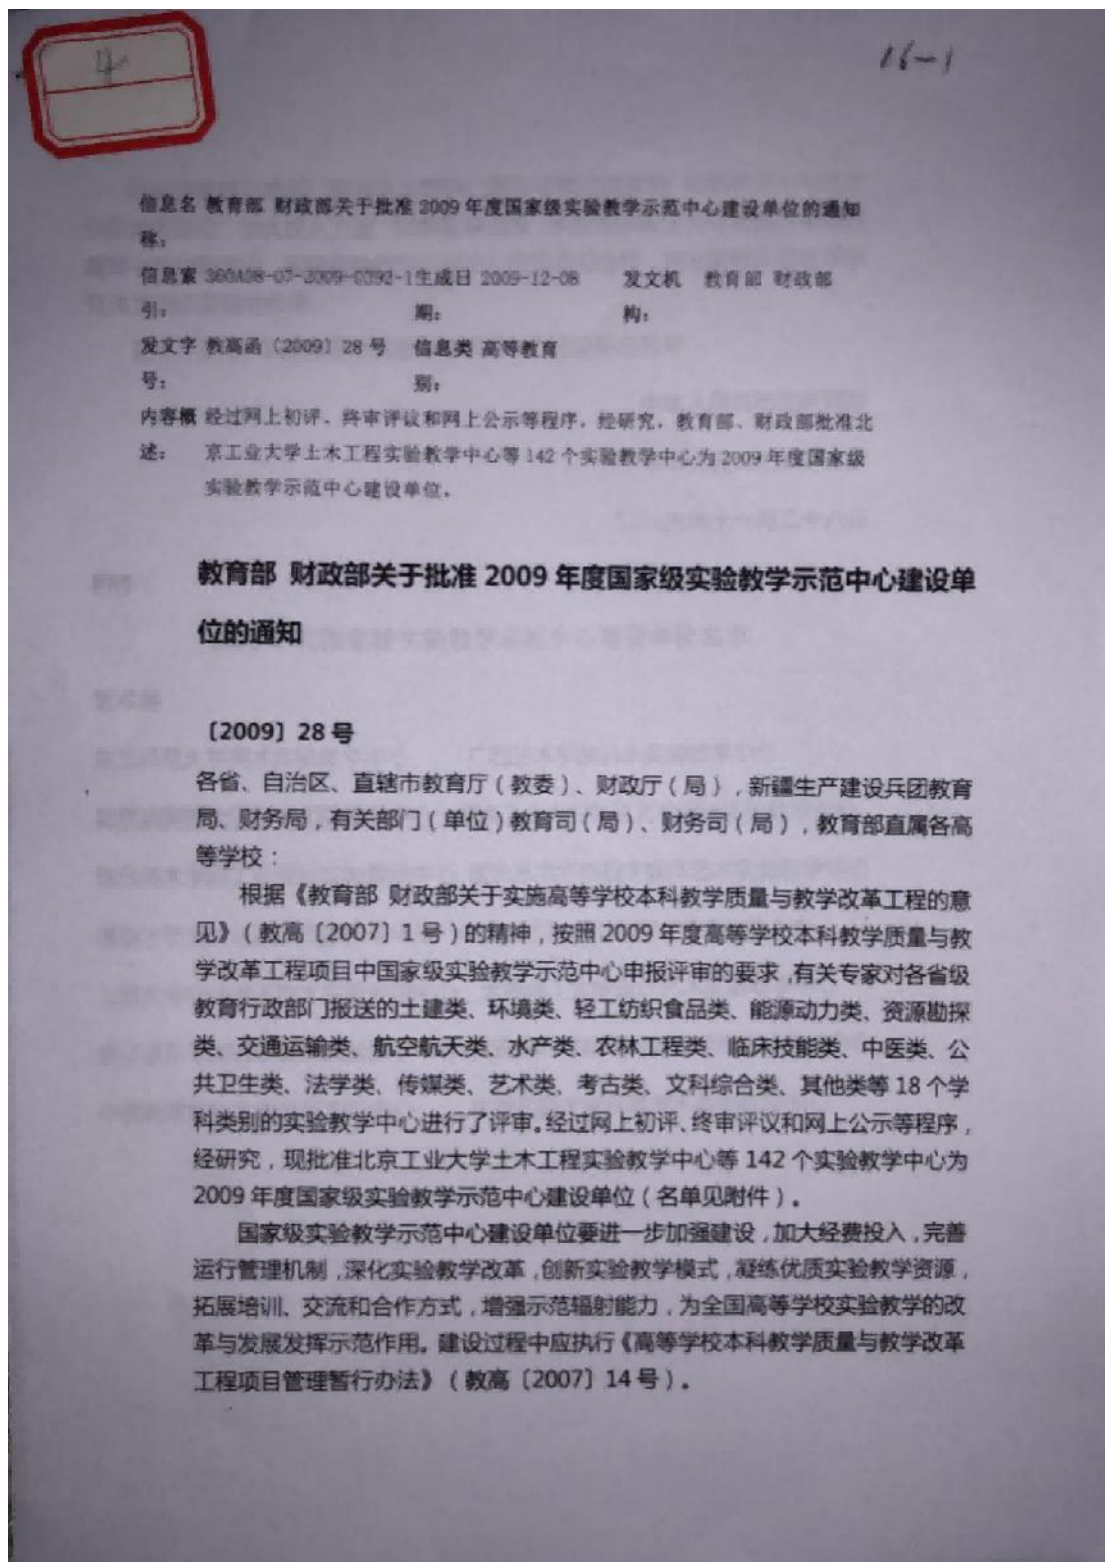 4
16-1
信息名 教育部 财政部关于批准 2009 年度国家级实验教学示范中心建设单位的通知
称:
信息索 360A08-07-2009-0392-1 生成日 2009-12-08 发文机 教育部 财政部
引: 期: 构:
发文字 教高函〔2009〕28 号 信息类 高等教育
号: 别:
内容概 经过网上初评、终审评议和网上公示等程序，经研究，教育部、财政部批准北
述: 京工业大学土木工程实验教学中心等 142 个实验教学中心为 2009 年度国家级
实验教学示范中心建设单位。
教育部 财政部关于批准 2009 年度国家级实验教学示范中心建设单
位的通知
〔2009〕28 号
各省、自治区、直辖市教育厅（教委）、财政厅（局），新疆生产建设兵团教育
局、财务局，有关部门（单位）教育司（局）、财务司（局），教育部直属各高
等学校：
根据《教育部 财政部关于实施高等学校本科教学质量与教学改革工程的意
见》（教高〔2007〕1 号）的精神，按照 2009 年度高等学校本科教学质量与教
学改革工程项目中国家级实验教学示范中心申报评审的要求，有关专家对各省级
教育行政部门报送的土建类、环境类、轻工纺织食品类、能源动力类、资源勘探
类、交通运输类、航空航天类、水产类、农林工程类、临床技能类、中医类、公
共卫生类、法学类、传媒类、艺术类、考古类、文科综合类、其他类等 18 个学
科类别的实验教学中心进行了评审。经过网上初评、终审评议和网上公示等程序，
经研究，现批准北京工业大学土木工程实验教学中心等 142 个实验教学中心为
2009 年度国家级实验教学示范中心建设单位（名单见附件）。
国家级实验教学示范中心建设单位要进一步加强建设，加大经费投入，完善
运行管理机制，深化实验教学改革，创新实验教学模式，凝练优质实验教学资源，
拓展培训、交流和合作方式，增强示范辐射能力，为全国高等学校实验教学的改
革与发展发挥示范作用。建设过程中应执行《高等学校本科教学质量与教学改革
工程项目管理暂行办法》（教高〔2007〕14 号）。